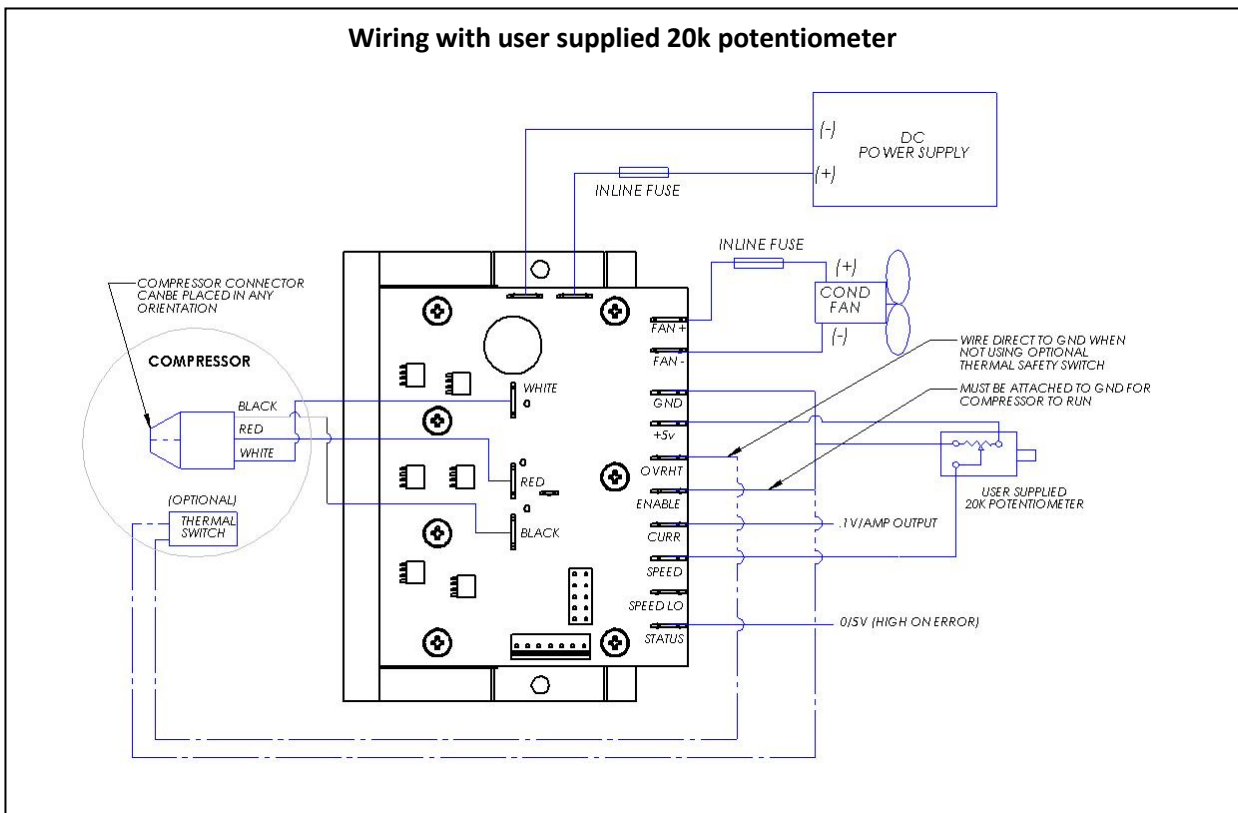 Wiring with user supplied 20k potentiometer
(-)
DC
POWER SUPPLY
(+)
INLINE FUSE
INLINE FUSE
(+)
COND
FAN
(-)
COMPRESSOR CONNECTOR
CANBE PLACED IN ANY
ORIENTATION
COMPRESSOR
BLACK
RED
WHITE
(OPTIONAL)
THERMAL
SWITCH
WHITE
RED
BLACK
FAN +
FAN -
GND
+5v
OVRHT
ENABLE
CURR
SPEED
SPEED LO
STATUS
WIRE DIRECT TO GND WHEN
NOT USING OPTIONAL
THERMAL SAFETY SWITCH
MUST BE ATTACHED TO GND FOR
COMPRESSOR TO RUN
USER SUPPLIED
20K POTENTIOMETER
.1V/AMP OUTPUT
0/5V (HIGH ON ERROR)